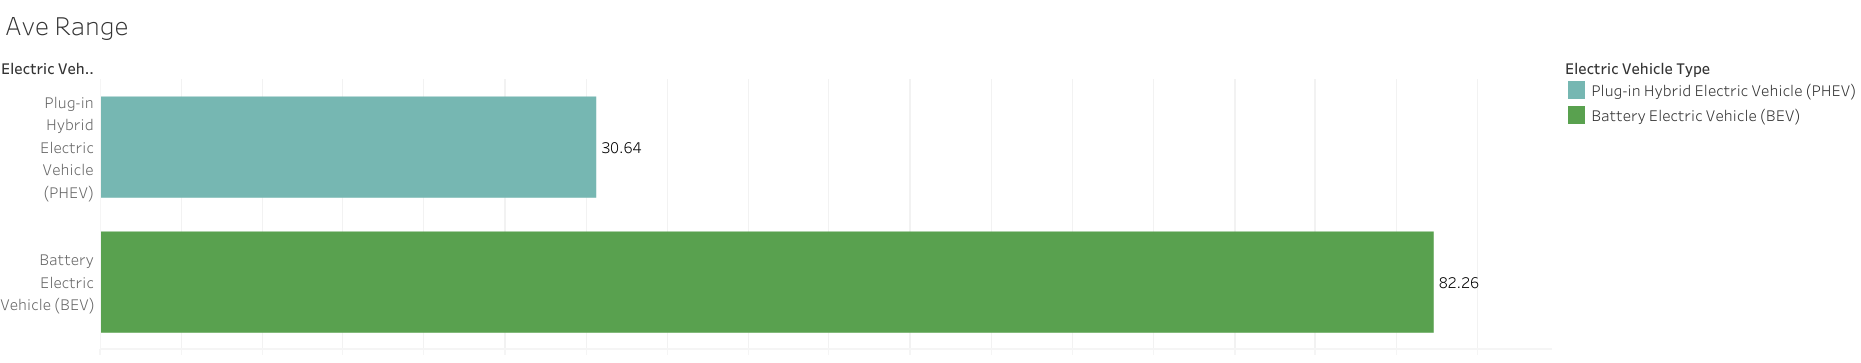 Ave Range
Electric Veh..
Plug-in
Hybrid
Electric
Vehicle
(PHEV)
30.64
Battery
Electric
Vehicle (BEV)
82.26
Electric Vehicle Type
Plug-in Hybrid Electric Vehicle (PHEV)
Battery Electric Vehicle (BEV)